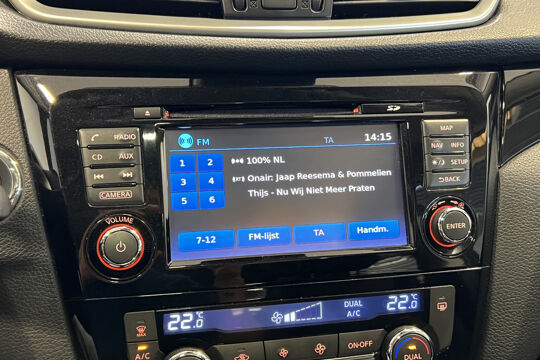 SD
RADIO
CD AUX
CAMERA
VOLUME
FM TA 14:15
1 2
3 4
5 6
100% NL
Onair: Jaap Reesema & Pommelien
Thijs - Nu Wij Niet Meer Praten
7-12 FM-lijst TA Handm.
MAP
NAV INFO
SETUP
BACK
ENTER
22.0 DUAL A/C 22.0
MAX
A/C ON·OFF DUAL